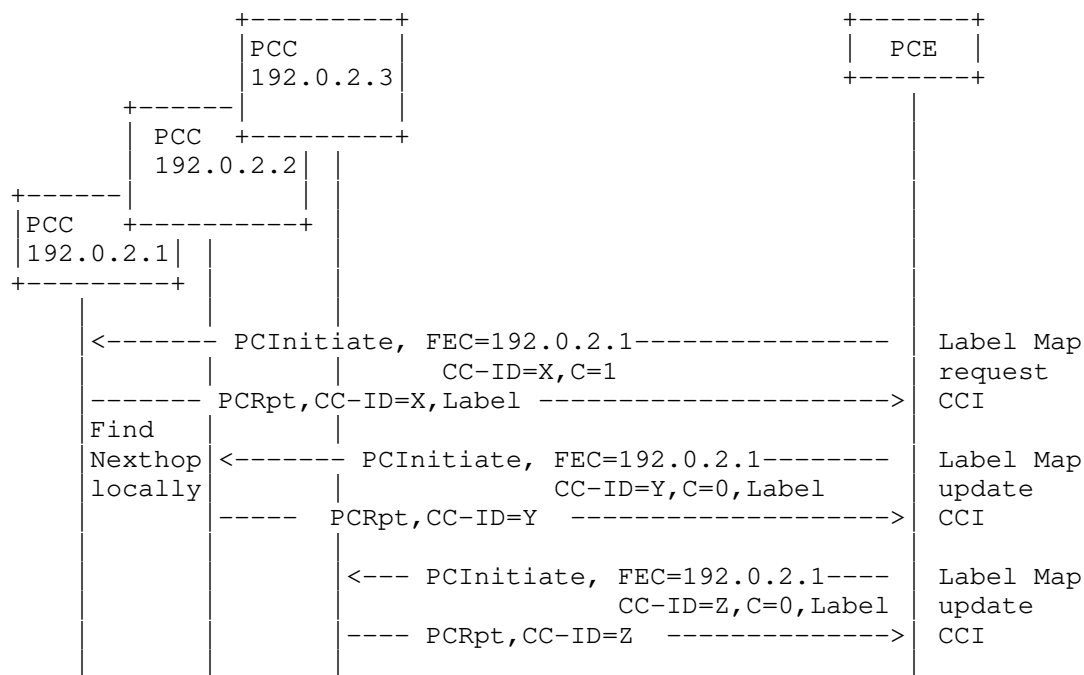 PCC
192.0.2.3
PCE
PCC
192.0.2.2
PCC
192.0.2.1
<------- PCInitiate, FEC=192.0.2.1---------------- Label Map
CC-ID=X,C=1 request
------- PCRpt,CC-ID=X,Label ----------------------> CCI
Find
Nexthop <------- PCInitiate, FEC=192.0.2.1-------- Label Map
locally CC-ID=Y,C=0,Label update
----- PCRpt,CC-ID=Y --------------------> CCI
<--- PCInitiate, FEC=192.0.2.1---- Label Map
CC-ID=Z,C=0,Label update
---- PCRpt,CC-ID=Z --------------> CCI